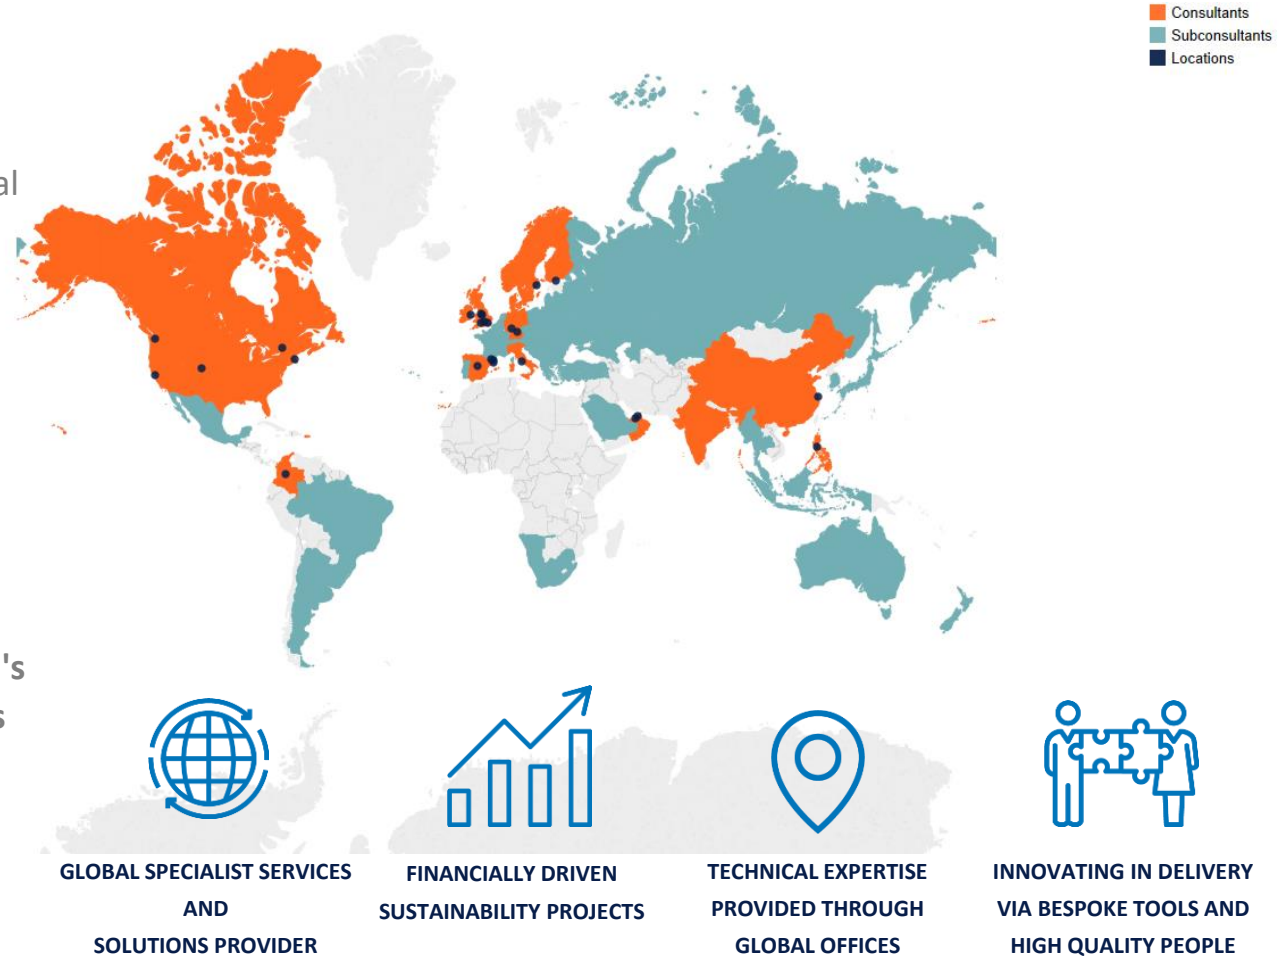 Consultants
Subconsultants
Locations
al
's
s
GLOBAL SPECIALIST SERVICES
AND
SOLUTIONS PROVIDER
FINANCIALLY DRIVEN
SUSTAINABILITY PROJECTS
TECHNICAL EXPERTISE
PROVIDED THROUGH
GLOBAL OFFICES
INNOVATING IN DELIVERY
VIA BESPOKE TOOLS AND
HIGH QUALITY PEOPLE